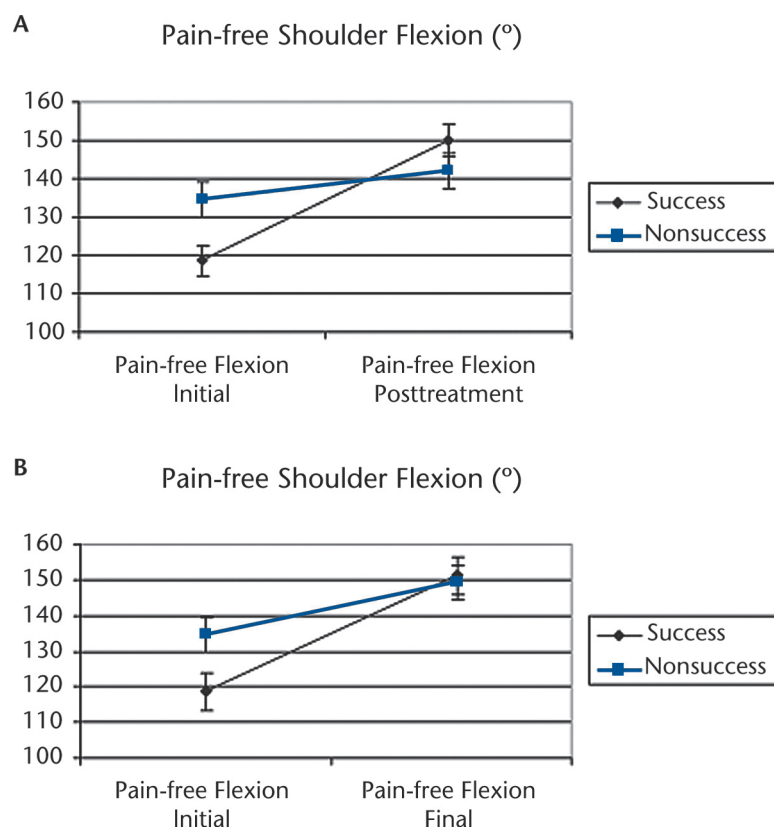 A
Pain-free Shoulder Flexion (º)
160
150
140
130
120
110
100
Success
Nonsuccess
Pain-free Flexion
Initial
Pain-free Flexion
Posttreatment
B
Pain-free Shoulder Flexion (º)
160
150
140
130
120
110
100
Success
Nonsuccess
Pain-free Flexion
Initial
Pain-free Flexion
Final